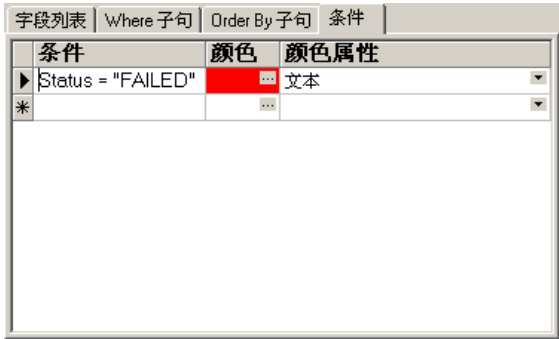 字段列表 Where 子句 Order By 子句 条件
条件 颜色 颜色属性
Status = "FAILED" ... 文本
...